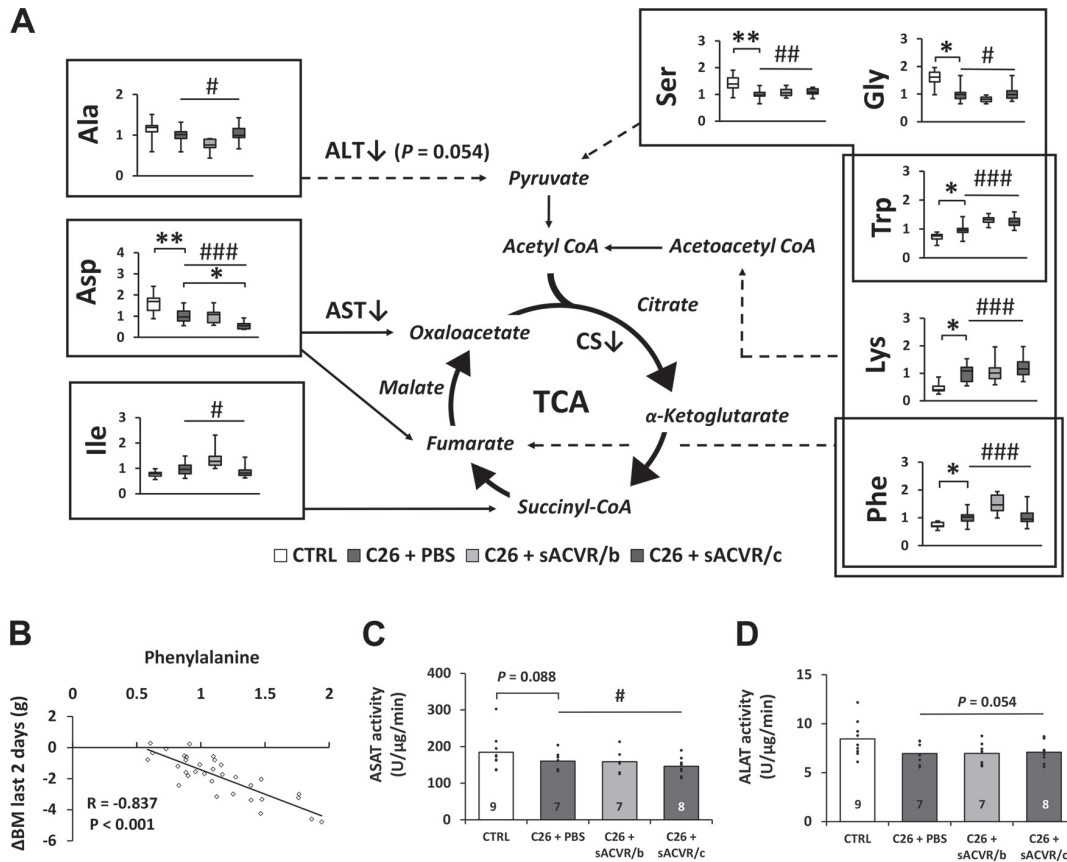 A
Ala
2
1
0
#
ALT↓ (P = 0.054)
Asp
4
3
2
1
0
**
###
*
AST↓
Ile
3
2
1
0
#
Ser
3
2
1
0
**
##
Gly
3
2
1
0
*
#
Trp
3
2
1
0
*
###
Lys
3
2
1
0
*
###
Phe
3
2
1
0
*
###
Pyruvate
Acetyl CoA
Acetoacetyl CoA
Citrate
Oxaloacetate
CS↓
Malate
TCA
α-Ketoglutarate
Fumarate
Succinyl-CoA
CTRL C26 + PBS C26 + sACVR/b C26 + sACVR/c
B
Phenylalanine
0 0.5 1 1.5 2
0
-2
-4
-6
ΔBM last 2 days (g)
R = -0.837
P < 0.001
C
ASAT activity
(U/µg/min)
400
300
200
100
0
P = 0.088
#
9 7 7 8
CTRL C26 + PBS C26 + sACVR/b C26 + sACVR/c
D
ALAT activity
(U/µg/min)
15
10
5
0
P = 0.054
9 7 7 8
CTRL C26 + PBS C26 + sACVR/b C26 + sACVR/c